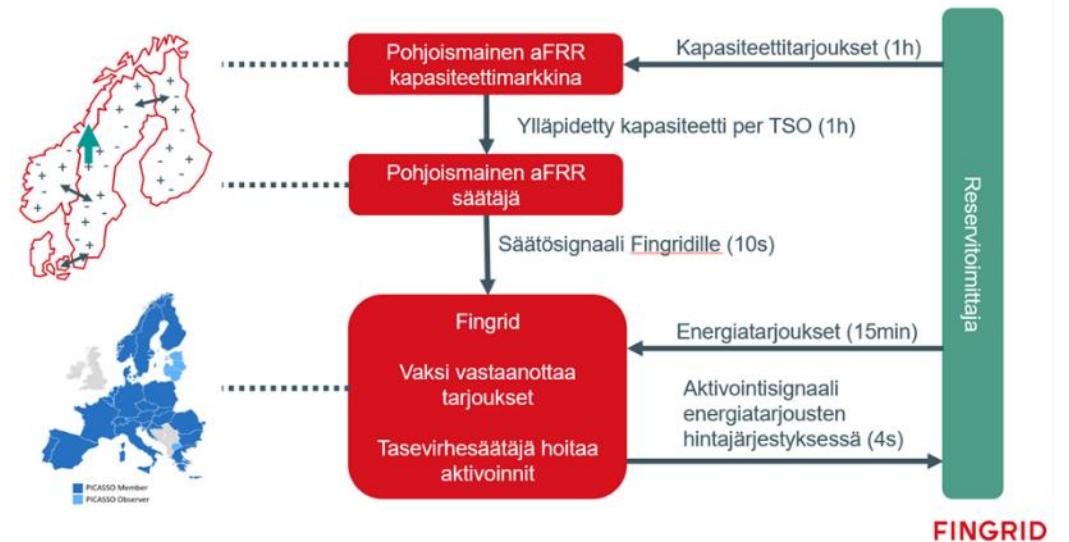 Pohjoismainen aFRR
kapasiteettimarkkina
Kapasiteettitarjoukset (1h)
Ylläpidetty kapasiteetti per TSO (1h)
Pohjoismainen aFRR
säätäjä
Säätösignaali Fingridille (10s)
Fingrid
Vaksi vastaanottaa
tarjoukset
Tasevirhesäätäjä hoitaa
aktivoinnit
Energiatarjoukset (15min)
Aktivointisignaali
energiatarjousten
hintajärjestyksessä (4s)
Reservitoimittaja
PICASSO Member
PICASSO Observer
FINGRID